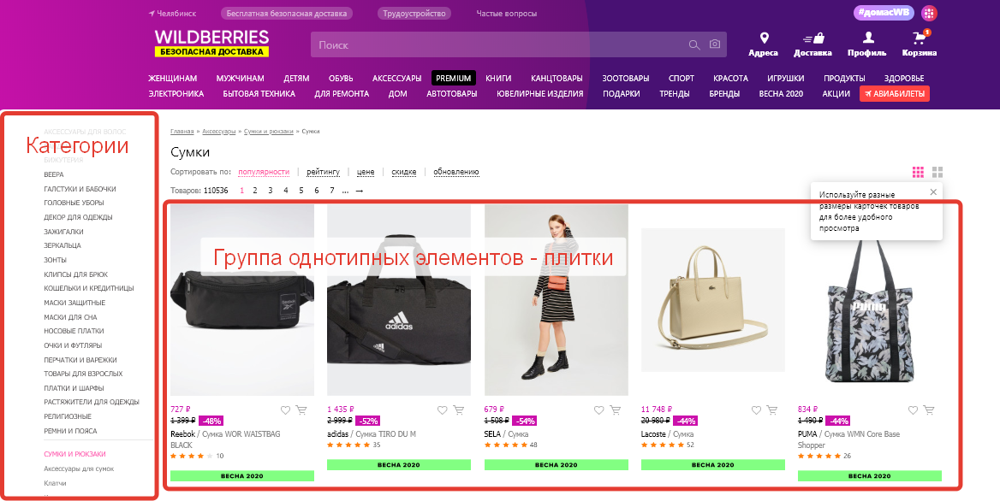 Челябинск Бесплатная безопасная доставка Трудоустройство Частые вопросы #домасWB
WILDBERRIES
БЕЗОПАСНАЯ ДОСТАВКА
Поиск
1
Адреса Доставка Профиль Корзина
ЖЕНЩИНАМ МУЖЧИНАМ ДЕТЯМ ОБУВЬ АКСЕССУАРЫ PREMIUM КНИГИ КАНЦТОВАРЫ ЗООТОВАРЫ СПОРТ КРАСОТА ИГРУШКИ ПРОДУКТЫ ЗДОРОВЬЕ
ЭЛЕКТРОНИКА БЫТОВАЯ ТЕХНИКА ДЛЯ РЕМОНТА ДОМ АВТОТОВАРЫ ЮВЕЛИРНЫЕ ИЗДЕЛИЯ ПОДАРКИ ТРЕНДЫ БРЕНДЫ ВЕСНА 2020 АКЦИИ АВИАБИЛЕТЫ
АКСЕССУАРЫ ДЛЯ ВОЛОС
Категории
БИЖУТЕРИЯ
ВЕЕРА
ГАЛСТУКИ И БАБОЧКИ
ГОЛОВНЫЕ УБОРЫ
ДЕКОР ДЛЯ ОДЕЖДЫ
ЗАЖИГАЛКИ
ЗЕРКАЛЬЦА
ЗОНТЫ
КЛИПСЫ ДЛЯ БРЮК
КОШЕЛЬКИ И КРЕДИТНИЦЫ
МАСКИ ЗАЩИТНЫЕ
МАСКИ ДЛЯ СНА
НОСОВЫЕ ПЛАТКИ
ОЧКИ И ФУТЛЯРЫ
ПЕРЧАТКИ И ВАРЕЖКИ
ТОВАРЫ ДЛЯ ВЗРОСЛЫХ
ПЛАТКИ И ШАРФЫ
РАСТЯЖИТЕЛИ ДЛЯ ОДЕЖДЫ
РЕЛИГИОЗНЫЕ
РЕМНИ И ПОЯСА
СУМКИ И РЮКЗАКИ
Аксессуары для сумок
Клатчи
Главная » Аксессуары » Сумки и рюкзаки » Сумки
Сумки
Сортировать по: популярности | рейтингу | цене | скидке | обновлению
Товаров: 110536 1 2 3 4 5 6 7 ... →
Используйте разные
размеры карточек товаров
для более удобного
просмотра
Группа однотипных элементов - плитки
Reebok
adidas
PUMA
727 ₽
1 399 ₽ -48%
Reebok / Сумка WOR WAISTBAG
BLACK
10
ВЕСНА 2020
1 435 ₽
2 999 ₽ -52%
adidas / Сумка TIRO DU M
35
ВЕСНА 2020
679 ₽
1 508 ₽ -54%
SELA / Сумка
48
ВЕСНА 2020
11 748 ₽
20 980 ₽ -44%
Lacoste / Сумка
52
ВЕСНА 2020
834 ₽
1 490 ₽ -44%
PUMA / Сумка WMN Core Base
Shopper
26
ВЕСНА 2020